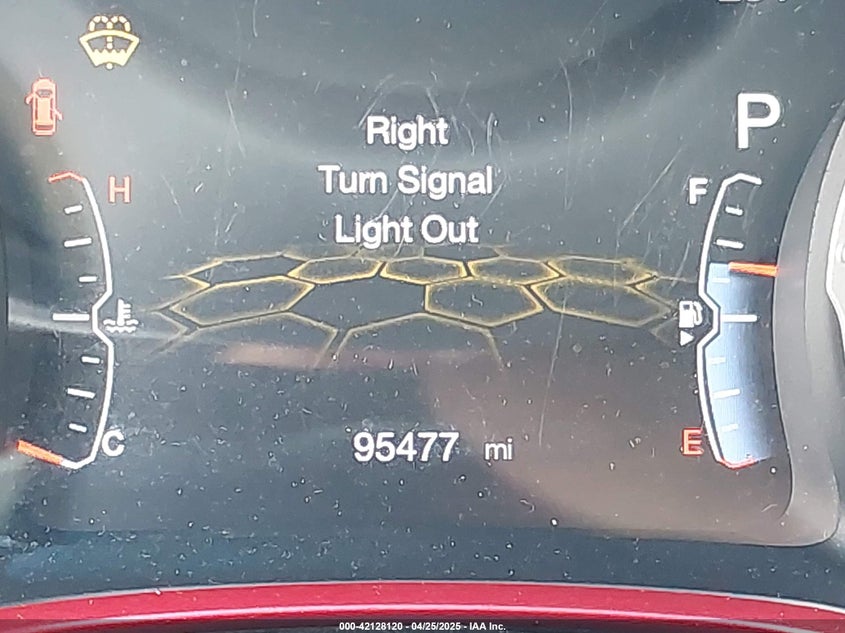 Right
Turn Signal
Light Out
P
H
F
C
E
95477 mi
000-42128120 - 04/25/2025 - IAA Inc.